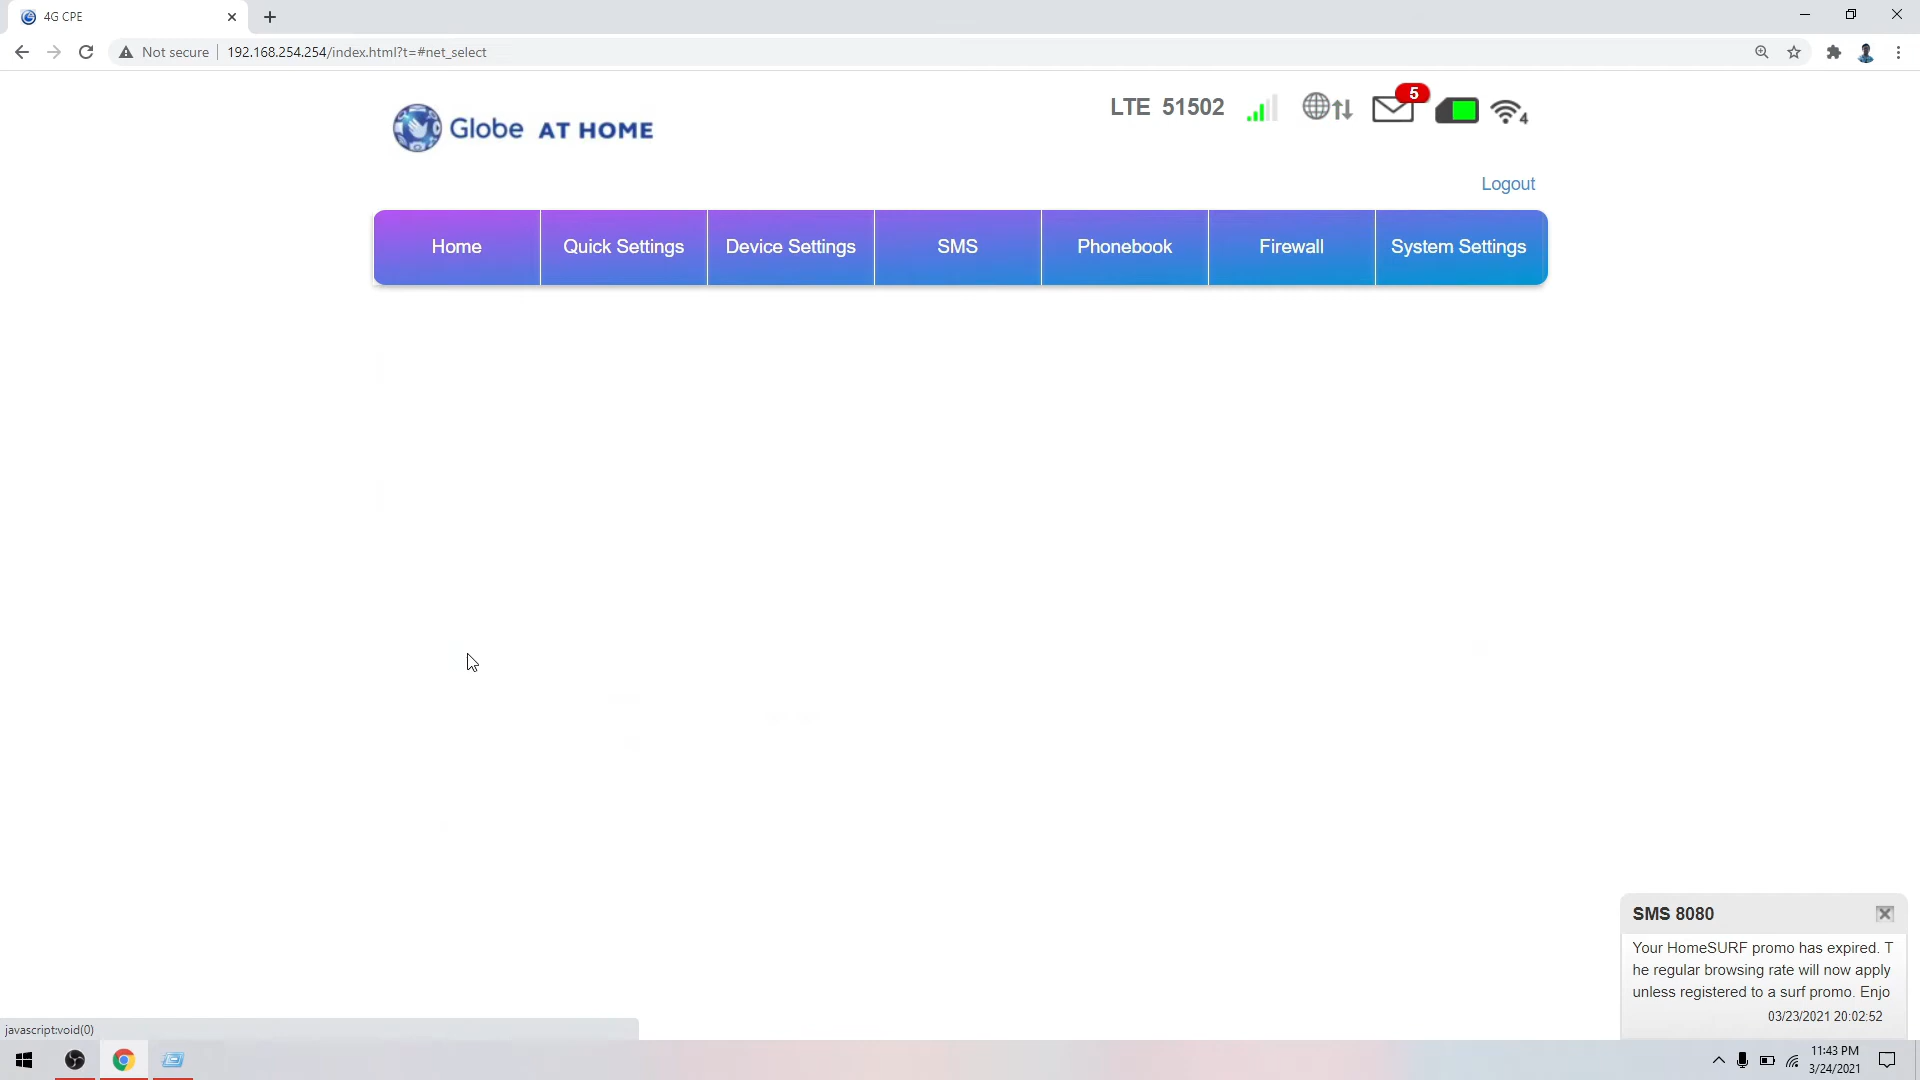 4G CPE
Not secure
192.168.254.254/index.html?t=#net_select
LTE 51502
5
4
Globe AT HOME
Logout
Home
Quick Settings
Device Settings
SMS
Phonebook
Firewall
System Settings
SMS 8080
Your HomeSURF promo has expired. T
he regular browsing rate will now apply
unless registered to a surf promo. Enjo
03/23/2021 20:02:52
javascript:void(0)
11:43 PM
3/24/2021